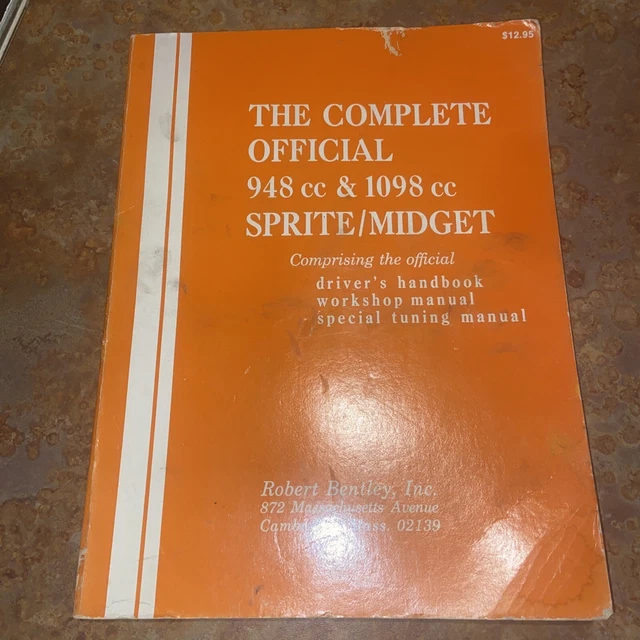 $12.95
THE COMPLETE
OFFICIAL
948 cc & 1098 cc
SPRITE/MIDGET
Comprising the official
driver's handbook
workshop manual
special tuning manual
Robert Bentley, Inc.
872 Massachusetts Avenue
Mass. 02139